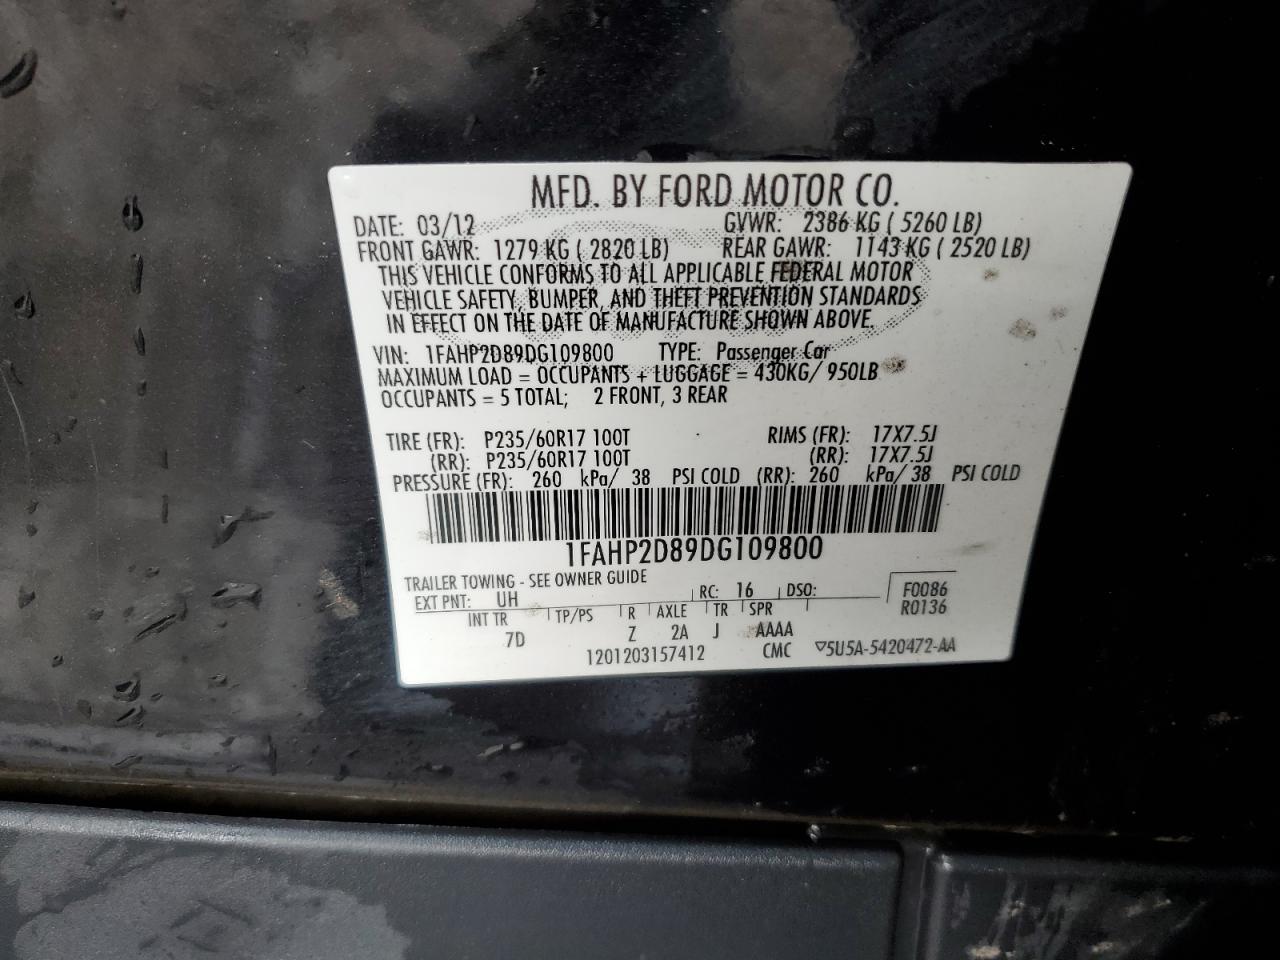 MFD. BY FORD MOTOR CO.
DATE: 03/12 GVWR: 2386 KG ( 5260 LB)
FRONT GAWR: 1279 KG ( 2820 LB) REAR GAWR: 1143 KG ( 2520 LB)
THIS VEHICLE CONFORMS TO ALL APPLICABLE FEDERAL MOTOR
VEHICLE SAFETY, BUMPER, AND THEFT PREVENTION STANDARDS
IN EFFECT ON THE DATE OF MANUFACTURE SHOWN ABOVE.
VIN: 1FAHP2D89DG109800 TYPE: Passenger Car
MAXIMUM LOAD = OCCUPANTS + LUGGAGE = 430KG/ 950LB
OCCUPANTS = 5 TOTAL; 2 FRONT, 3 REAR
TIRE (FR): P235/60R17 100T RIMS (FR): 17X7.5J
(RR): P235/60R17 100T (RR): 17X7.5J
PRESSURE (FR): 260 kPa/ 38 PSI COLD (RR): 260 kPa/ 38 PSI COLD
1FAHP2D89DG109800
TRAILER TOWING - SEE OWNER GUIDE
EXT PNT: UH RC: 16 DSO: F0086
INT TR TP/PS R AXLE TR SPR R0136
7D Z 2A J AAAA
1201203157412 CMC ▽5U5A-5420472-AA